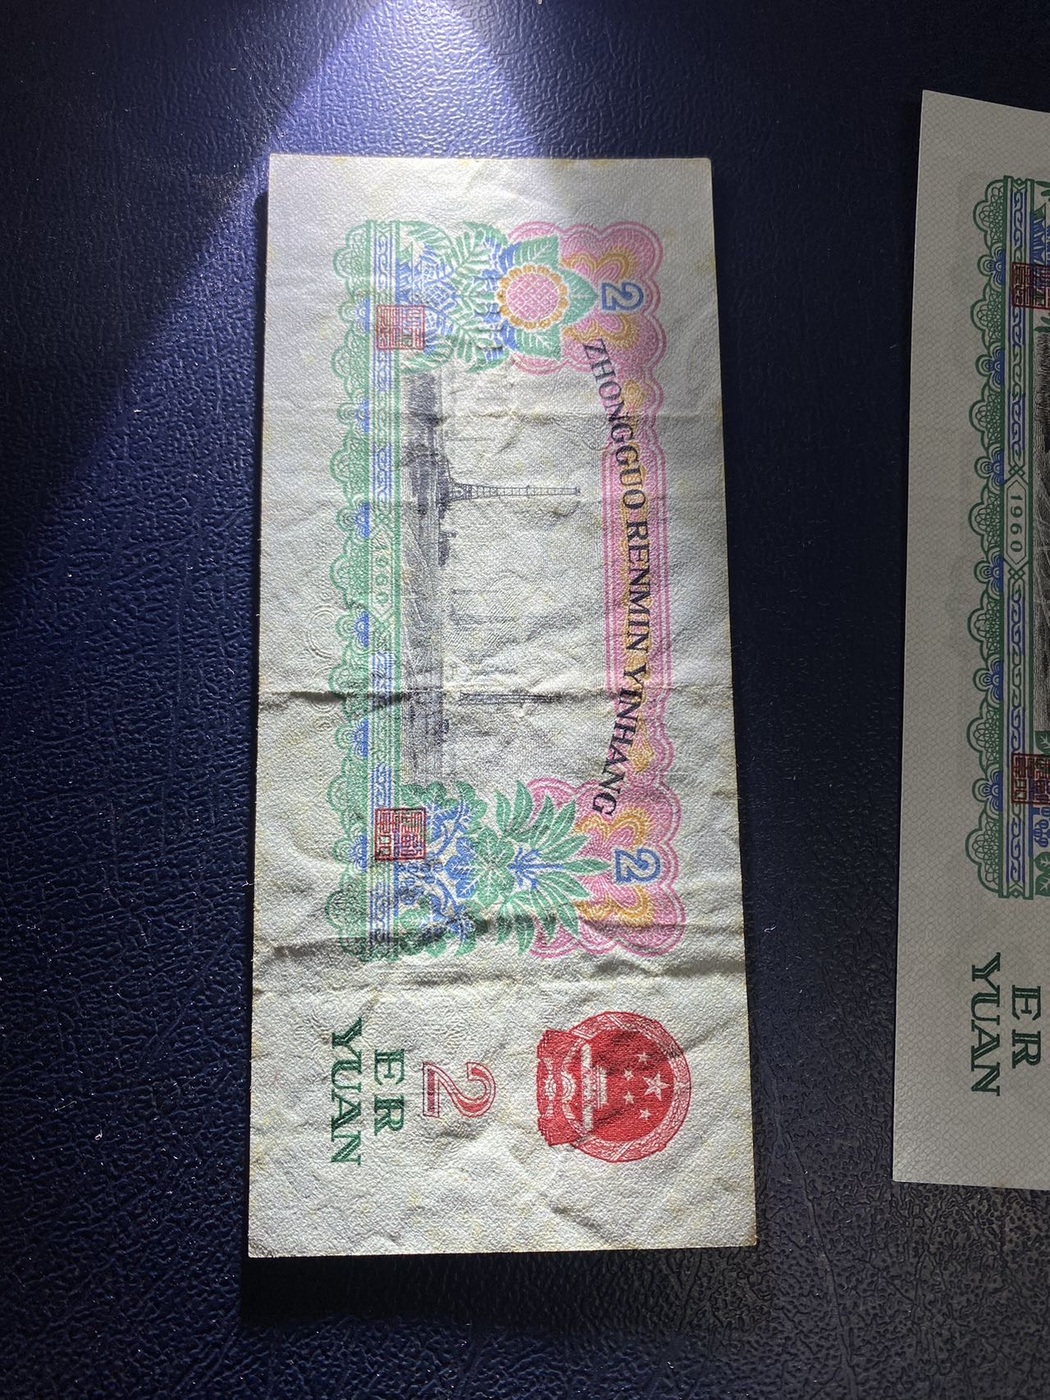 2
ZHONGGUO RENMIN YINHANG
2
1960
2
ER
YUAN
1960
ER
YUAN